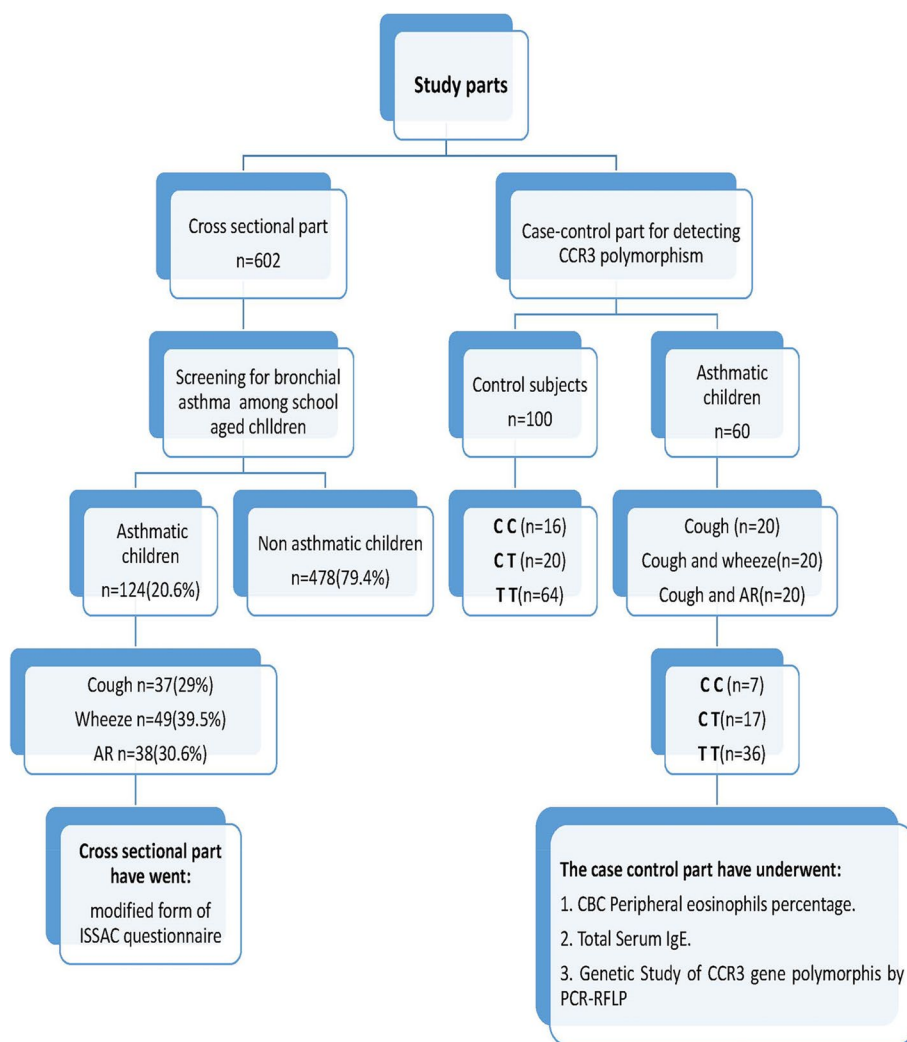 Study parts
Cross sectional part
n=602
Case-control part for detecting
CCR3 polymorphism
Screening for bronchial
asthma among school
aged chlldren
Control subjects
n=100
Asthmatic
children
n=60
Asthmatic
children
n=124(20.6%)
Non asthmatic children
n=478(79.4%)
C C (n=16)
C T (n=20)
T T(n=64)
Cough (n=20)
Cough and wheeze(n=20)
Cough and AR(n=20)
Cough n=37(29%)
Wheeze n=49(39.5%)
AR n=38(30.6%)
C C (n=7)
C T(n=17)
T T(n=36)
Cross sectional part
have went:
modified form of
ISSAC questionnaire
The case control part have underwent:
1. CBC Peripheral eosinophils percentage.
2. Total Serum IgE.
3. Genetic Study of CCR3 gene polymorphis by
PCR-RFLP